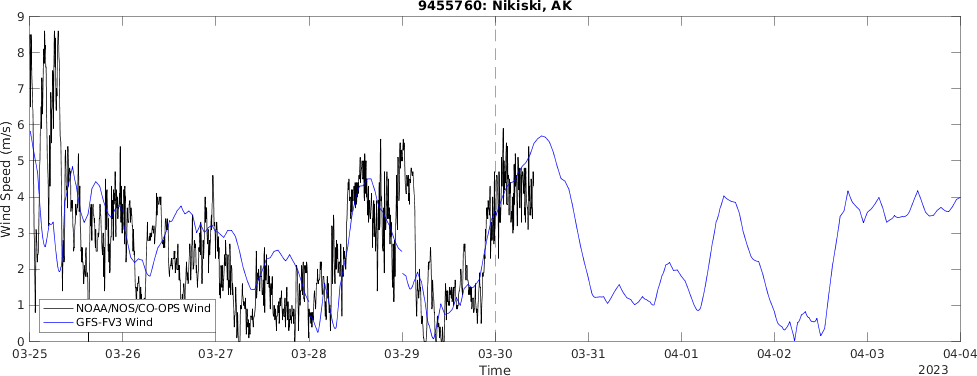 9455760: Nikiski, AK
Wind Speed (m/s)
9
8
7
6
5
4
3
2
1
0
NOAA/NOS/CO-OPS Wind
GFS-FV3 Wind
03-25 03-26 03-27 03-28 03-29 03-30 03-31 04-01 04-02 04-03 04-04
Time
2023